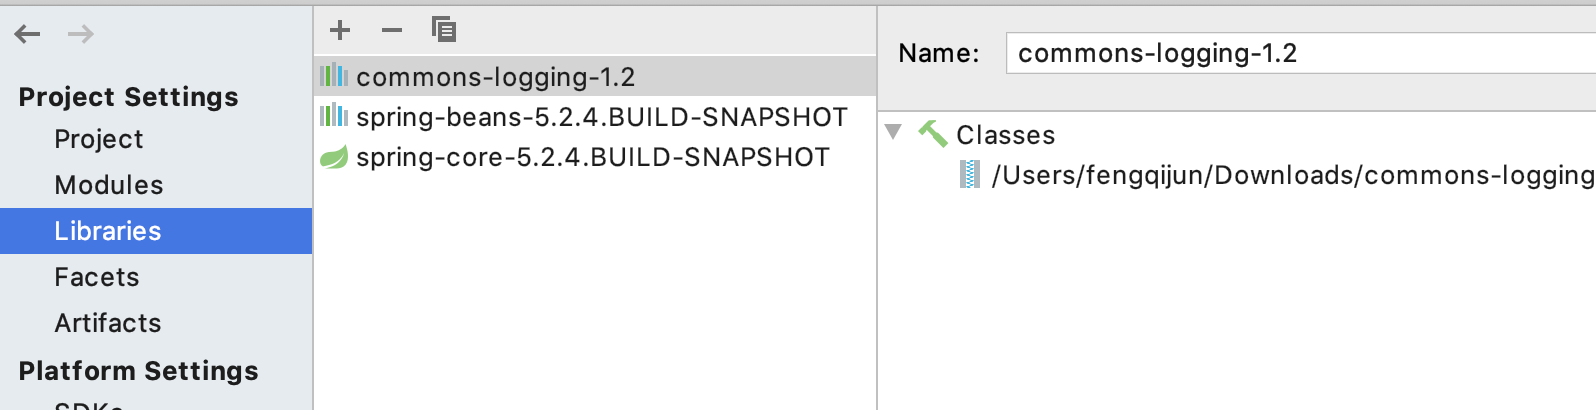 Project Settings
Project
Modules
Libraries
Facets
Artifacts
Platform Settings
SDKs
commons-logging-1.2
spring-beans-5.2.4.BUILD-SNAPSHOT
spring-core-5.2.4.BUILD-SNAPSHOT
Name: commons-logging-1.2
Classes
/Users/fengqijun/Downloads/commons-logging